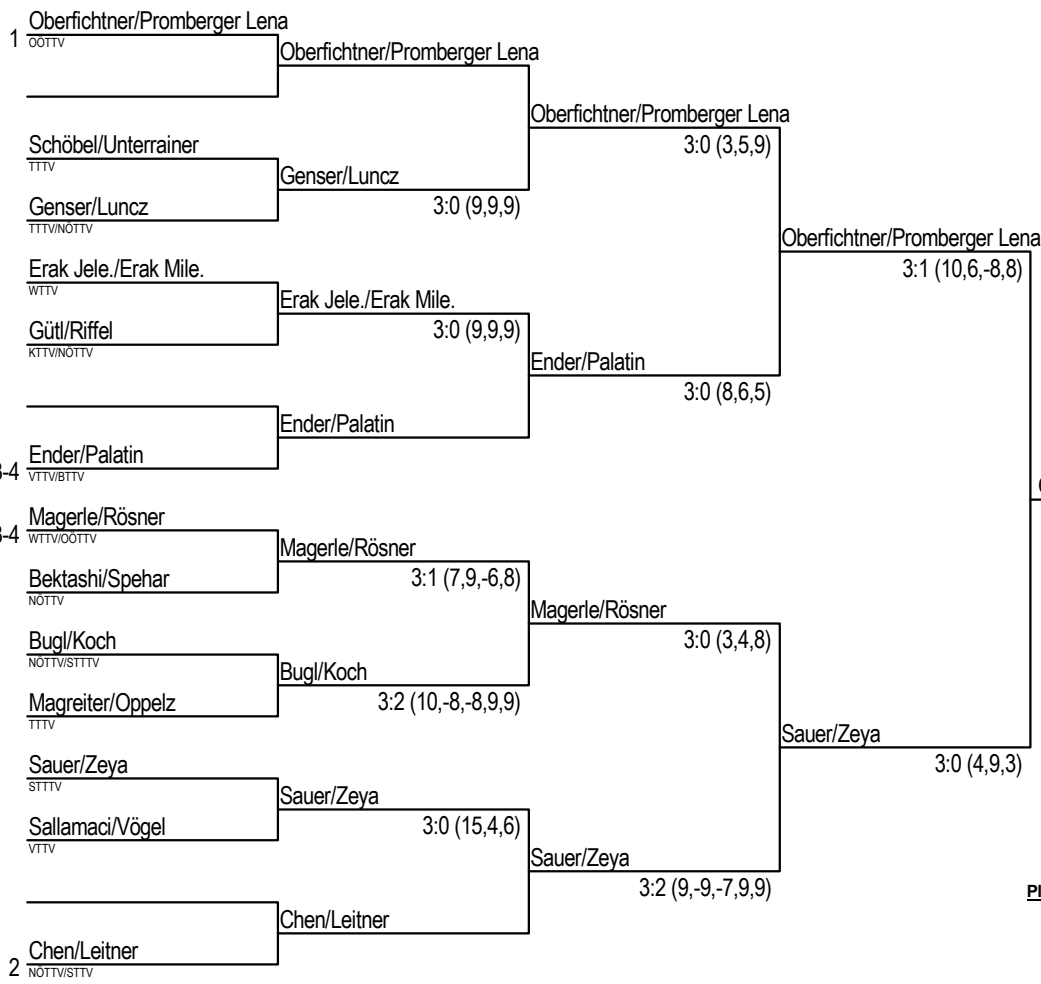 1
Oberfichtner/Promberger Lena
OÖTTV
Schöbel/Unterrainer
TTTV
Genser/Luncz
TTTV/NÖTTV
Erak Jele./Erak Mile.
WTTV
Gütl/Riffel
KTTV/NÖTTV
3-4
Ender/Palatin
VTTV/BTTV
3-4
Magerle/Rösner
WTTV/OÖTTV
Bektashi/Spehar
NÖTTV
Bugl/Koch
NÖTTV/STTTV
Magreiter/Oppelz
TTTV
Sauer/Zeya
STTTV
Sallamaci/Vögel
VTTV
2
Chen/Leitner
NÖTTV/STTV
Oberfichtner/Promberger Lena
Genser/Luncz
3:0 (9,9,9)
Erak Jele./Erak Mile.
3:0 (9,9,9)
Ender/Palatin
Magerle/Rösner
3:1 (7,9,-6,8)
Bugl/Koch
3:2 (10,-8,-8,9,9)
Sauer/Zeya
3:0 (15,4,6)
Chen/Leitner
Oberfichtner/Promberger Lena
3:0 (3,5,9)
Ender/Palatin
3:0 (8,6,5)
Magerle/Rösner
3:0 (3,4,8)
Sauer/Zeya
3:2 (9,-9,-7,9,9)
Oberfichtner/Promberger Lena
3:1 (10,6,-8,8)
Sauer/Zeya
3:0 (4,9,3)